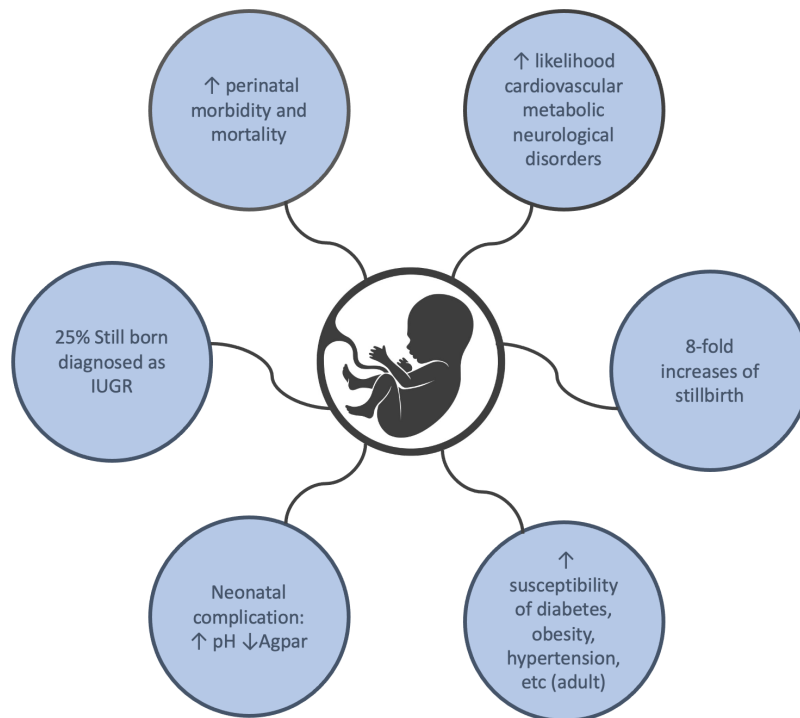 ↑ perinatal
morbidity and
mortality
↑ likelihood
cardiovascular
metabolic
neurological
disorders
25% Still born
diagnosed as
IUGR
8-fold
increases of
stillbirth
Neonatal
complication:
↑ pH ↓Agpar
↑
susceptibility
of diabetes,
obesity,
hypertension,
etc (adult)